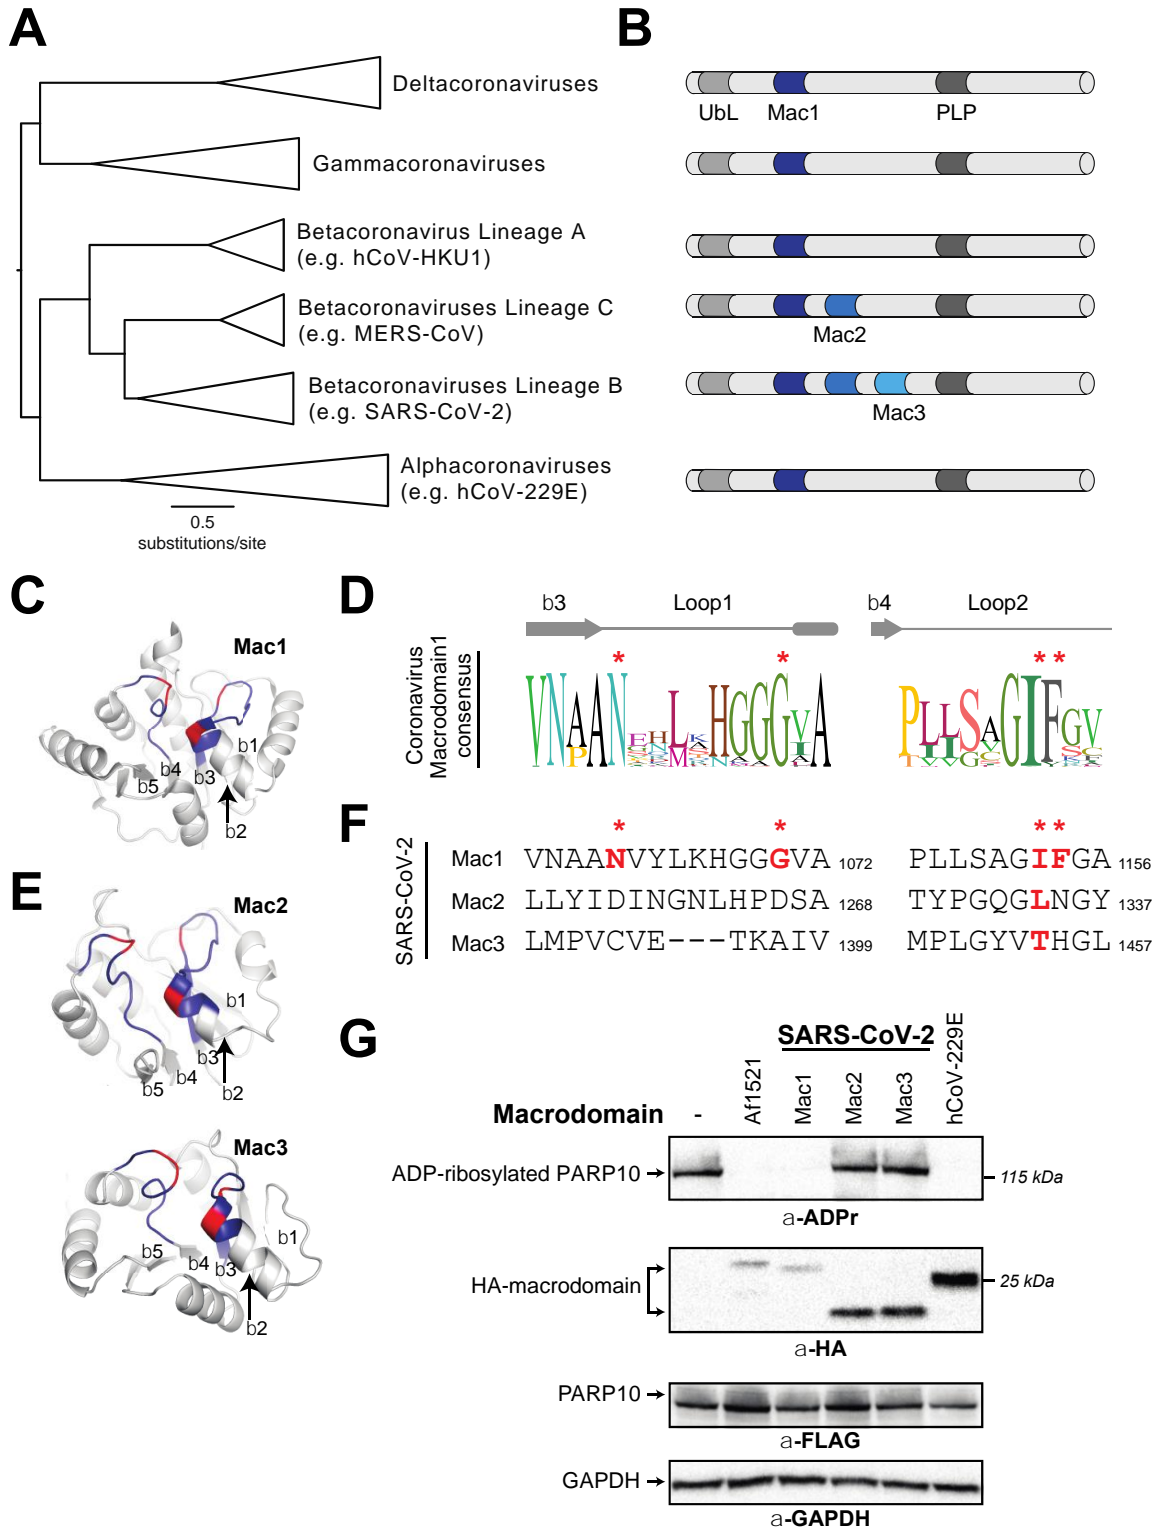 A
Deltacoronaviruses
Gammacoronaviruses
Betacoronavirus Lineage A
(e.g. hCoV-HKU1)
Betacoronaviruses Lineage C
(e.g. MERS-CoV)
Betacoronaviruses Lineage B
(e.g. SARS-CoV-2)
Alphacoronaviruses
(e.g. hCoV-229E)
0.5
substitutions/site
B
UbL Mac1 PLP
Mac2
Mac3
C
Mac1
b1
b4
b5 b3
b2
D
b3 Loop1 b4 Loop2
Coronavirus
Macrodomain1
consensus
* * * *
E
Mac2
b1
b3
b4
b5 b2
Mac3
b1
b5
b4 b3
b2
F
SARS-CoV-2
* * * *
Mac1 VNAANVYLKHGGGVA 1072 PLLSAGIFGA 1156
Mac2 LLYIDINGNLHPDSA 1268 TYPGQGLNGY 1337
Mac3 LMPVCVE---TKAIV 1399 MPLGYVTHGL 1457
G
SARS-CoV-2
Macrodomain - Af1521 Mac1 Mac2 Mac3 hCoV-229E
ADP-ribosylated PARP10 115 kDa
a-ADPr
HA-macrodomain 25 kDa
a-HA
PARP10
a-FLAG
GAPDH
a-GAPDH